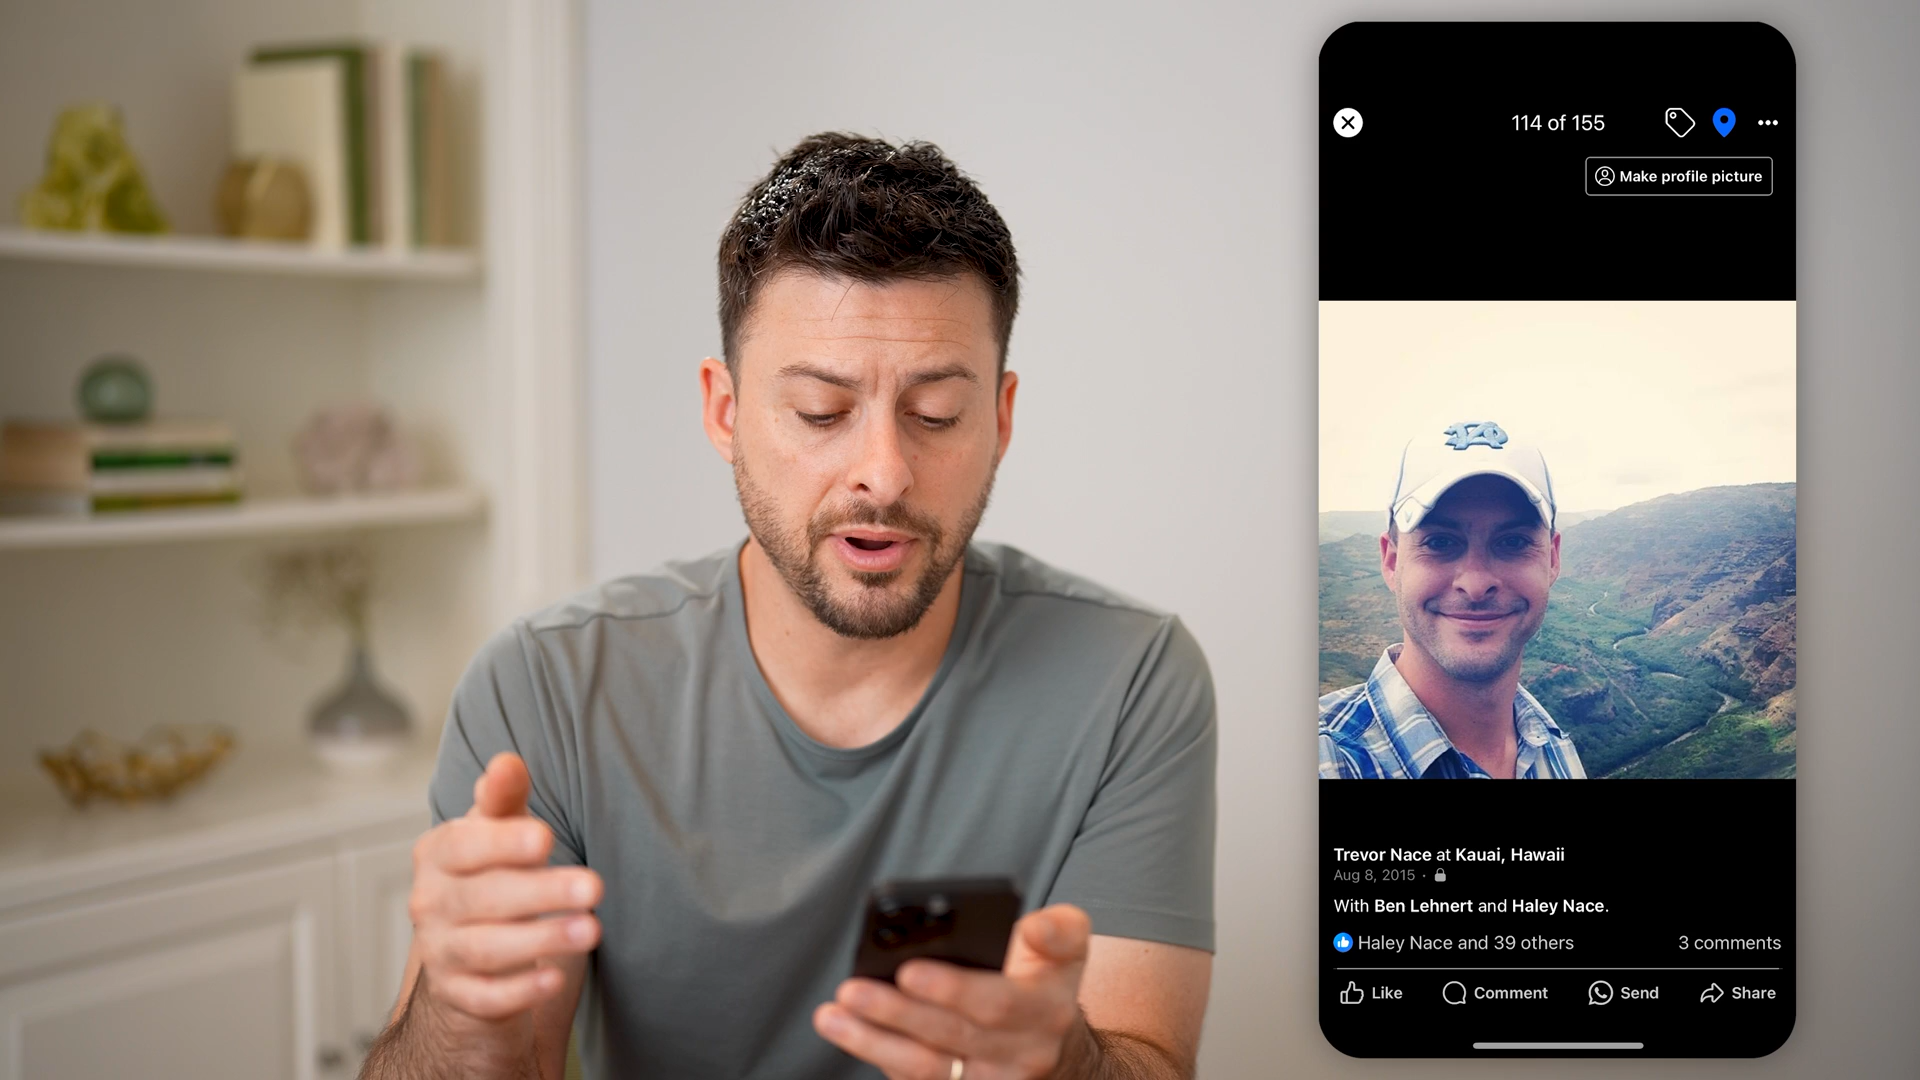 114 of 155
Make profile picture
Trevor Nace at Kauai, Hawaii
Aug 8, 2015 ·
With Ben Lehnert and Haley Nace.
Haley Nace and 39 others 3 comments
Like Comment Send Share